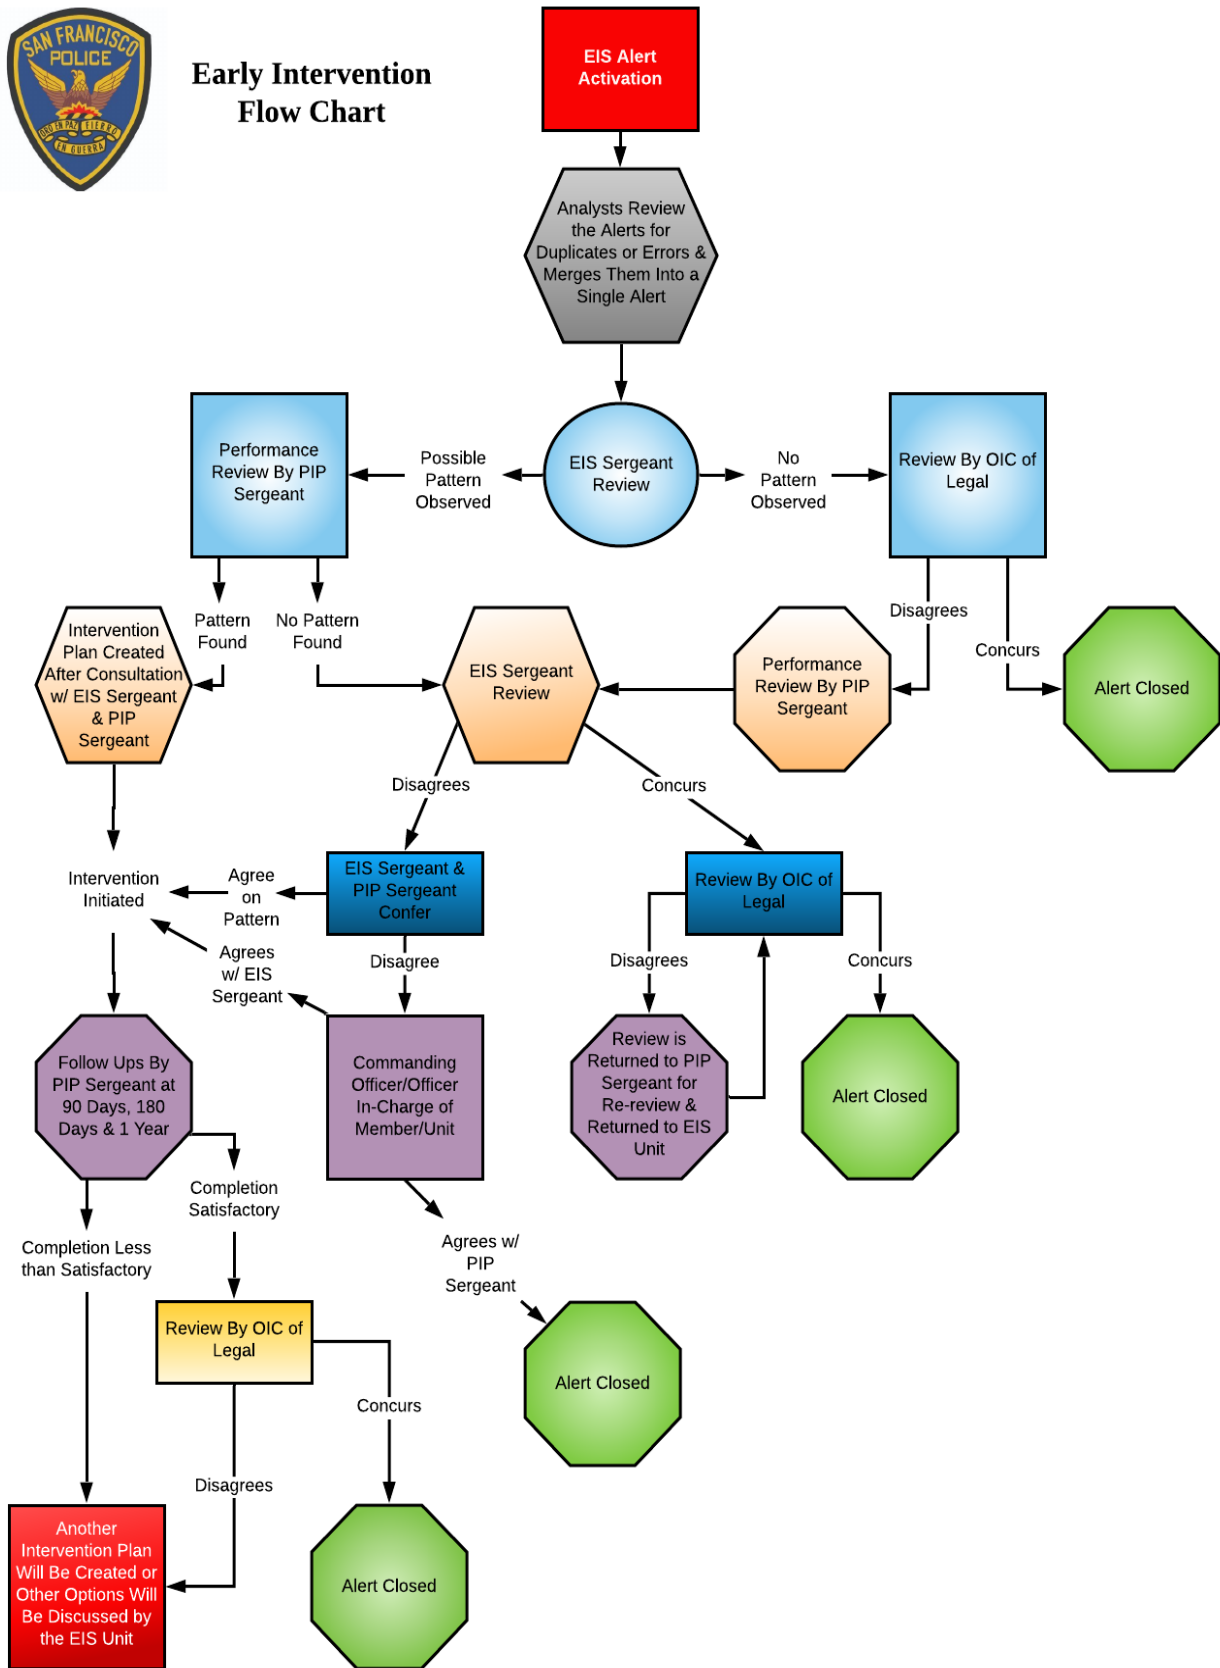 SAN FRANCISCO
POLICE
ORO EN PAZ FIERRO
EN GUERRA
Early Intervention
Flow Chart
EIS Alert
Activation
Analysts Review
the Alerts for
Duplicates or Errors &
Merges Them Into a
Single Alert
Performance
Review By PIP
Sergeant
Possible
Pattern
Observed
EIS Sergeant
Review
No
Pattern
Observed
Review By OIC of
Legal
Pattern
Found
No Pattern
Found
Disagrees
Concurs
Intervention
Plan Created
After Consultation
w/ EIS Sergeant
& PIP
Sergeant
EIS Sergeant
Review
Performance
Review By PIP
Sergeant
Alert Closed
Disagrees
Concurs
Intervention
Initiated
Agree
on
Pattern
EIS Sergeant &
PIP Sergeant
Confer
Review By OIC of
Legal
Agrees
w/ EIS
Sergeant
Disagree
Disagrees
Concurs
Follow Ups By
PIP Sergeant at
90 Days, 180
Days & 1 Year
Commanding
Officer/Officer
In-Charge of
Member/Unit
Review is
Returned to PIP
Sergeant for
Re-review &
Returned to EIS
Unit
Alert Closed
Completion
Satisfactory
Completion Less
than Satisfactory
Agrees w/
PIP
Sergeant
Review By OIC of
Legal
Alert Closed
Concurs
Disagrees
Another
Intervention Plan
Will Be Created or
Other Options Will
Be Discussed by
the EIS Unit
Alert Closed